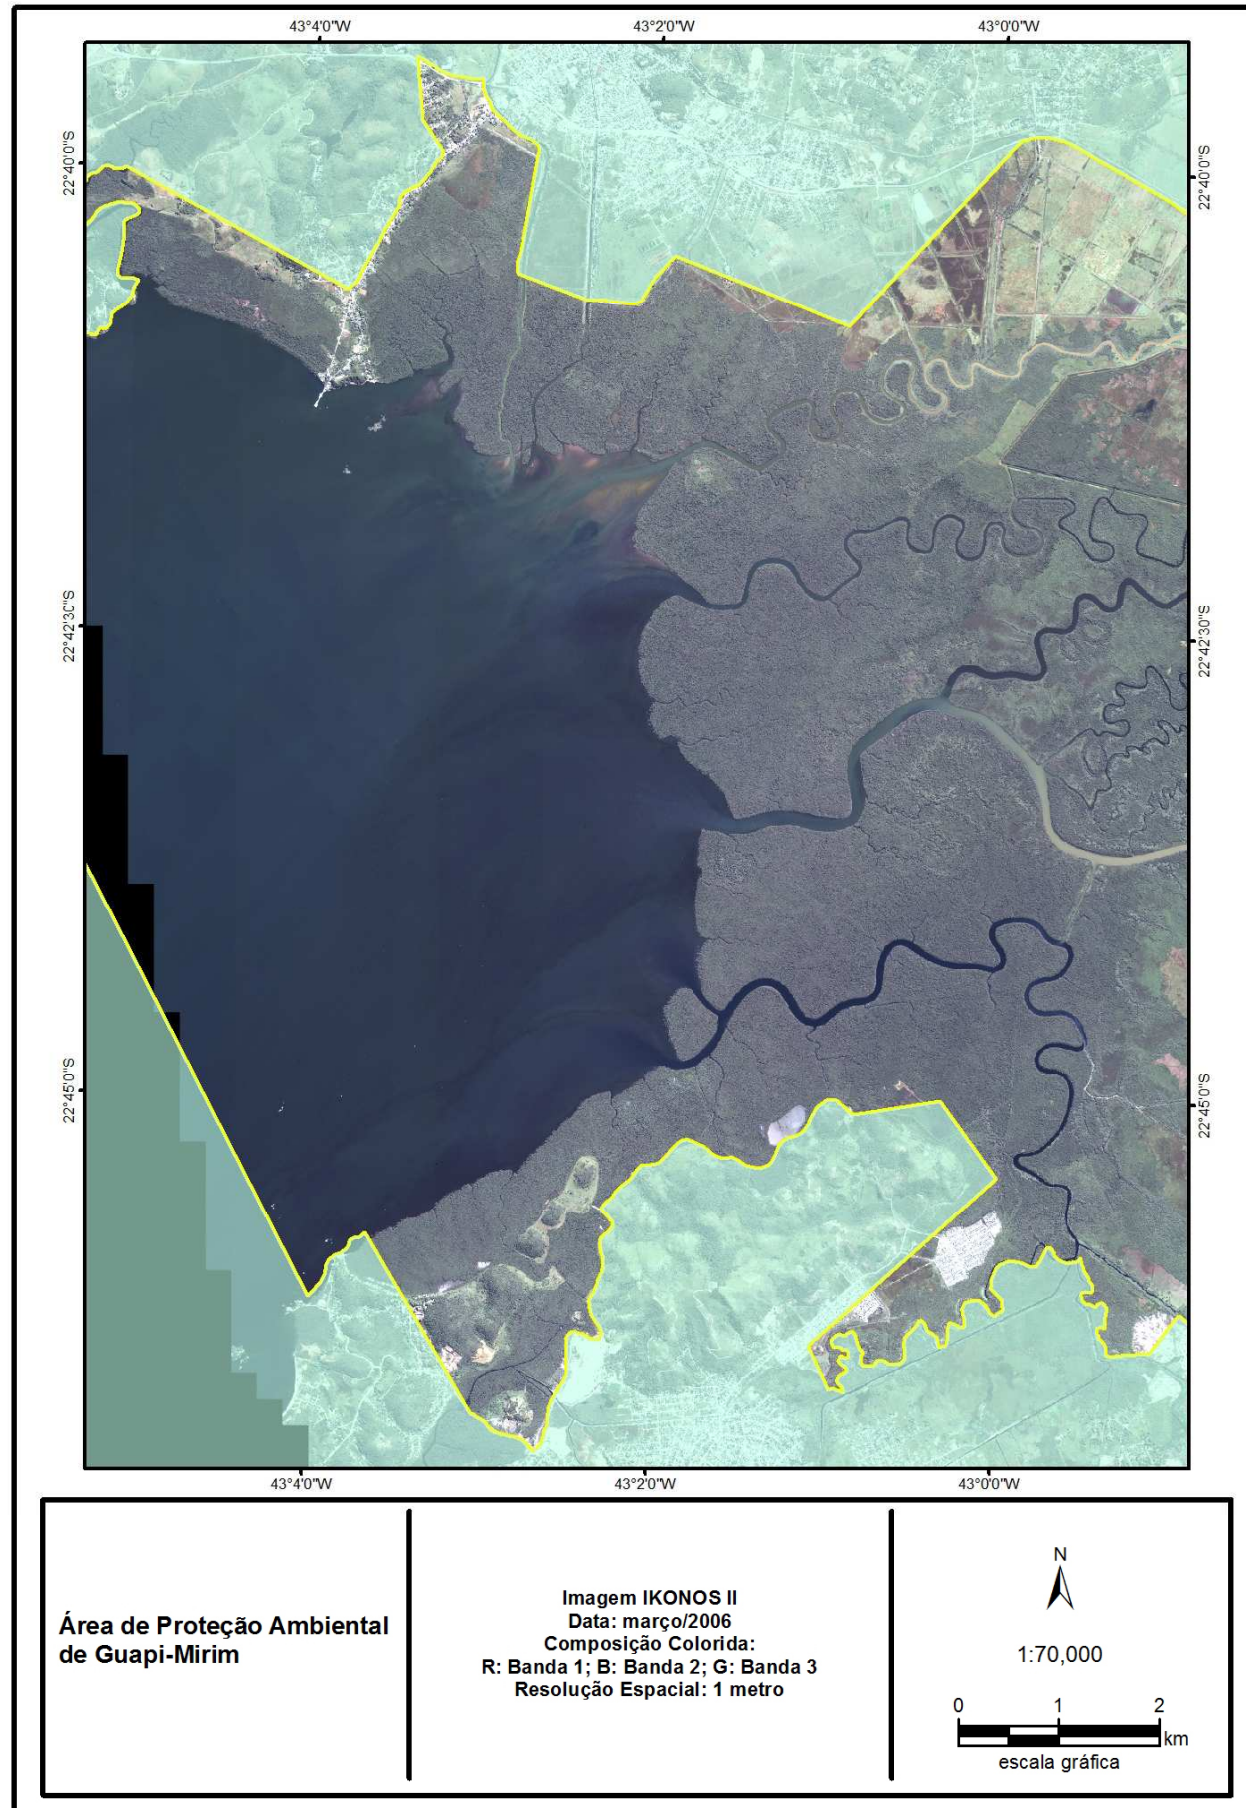 43°4'0"W
43°2'0"W
43°0'0"W
22°40'0"S
22°40'0"S
22°42'30"S
22°42'30"S
22°45'0"S
22°45'0"S
43°4'0"W
43°2'0"W
43°0'0"W
Área de Proteção Ambiental
de Guapi-Mirim
Imagem IKONOS II
Data: março/2006
Composição Colorida:
R: Banda 1; B: Banda 2; G: Banda 3
Resolução Espacial: 1 metro
N
1:70,000
0 1 2
km
escala gráfica